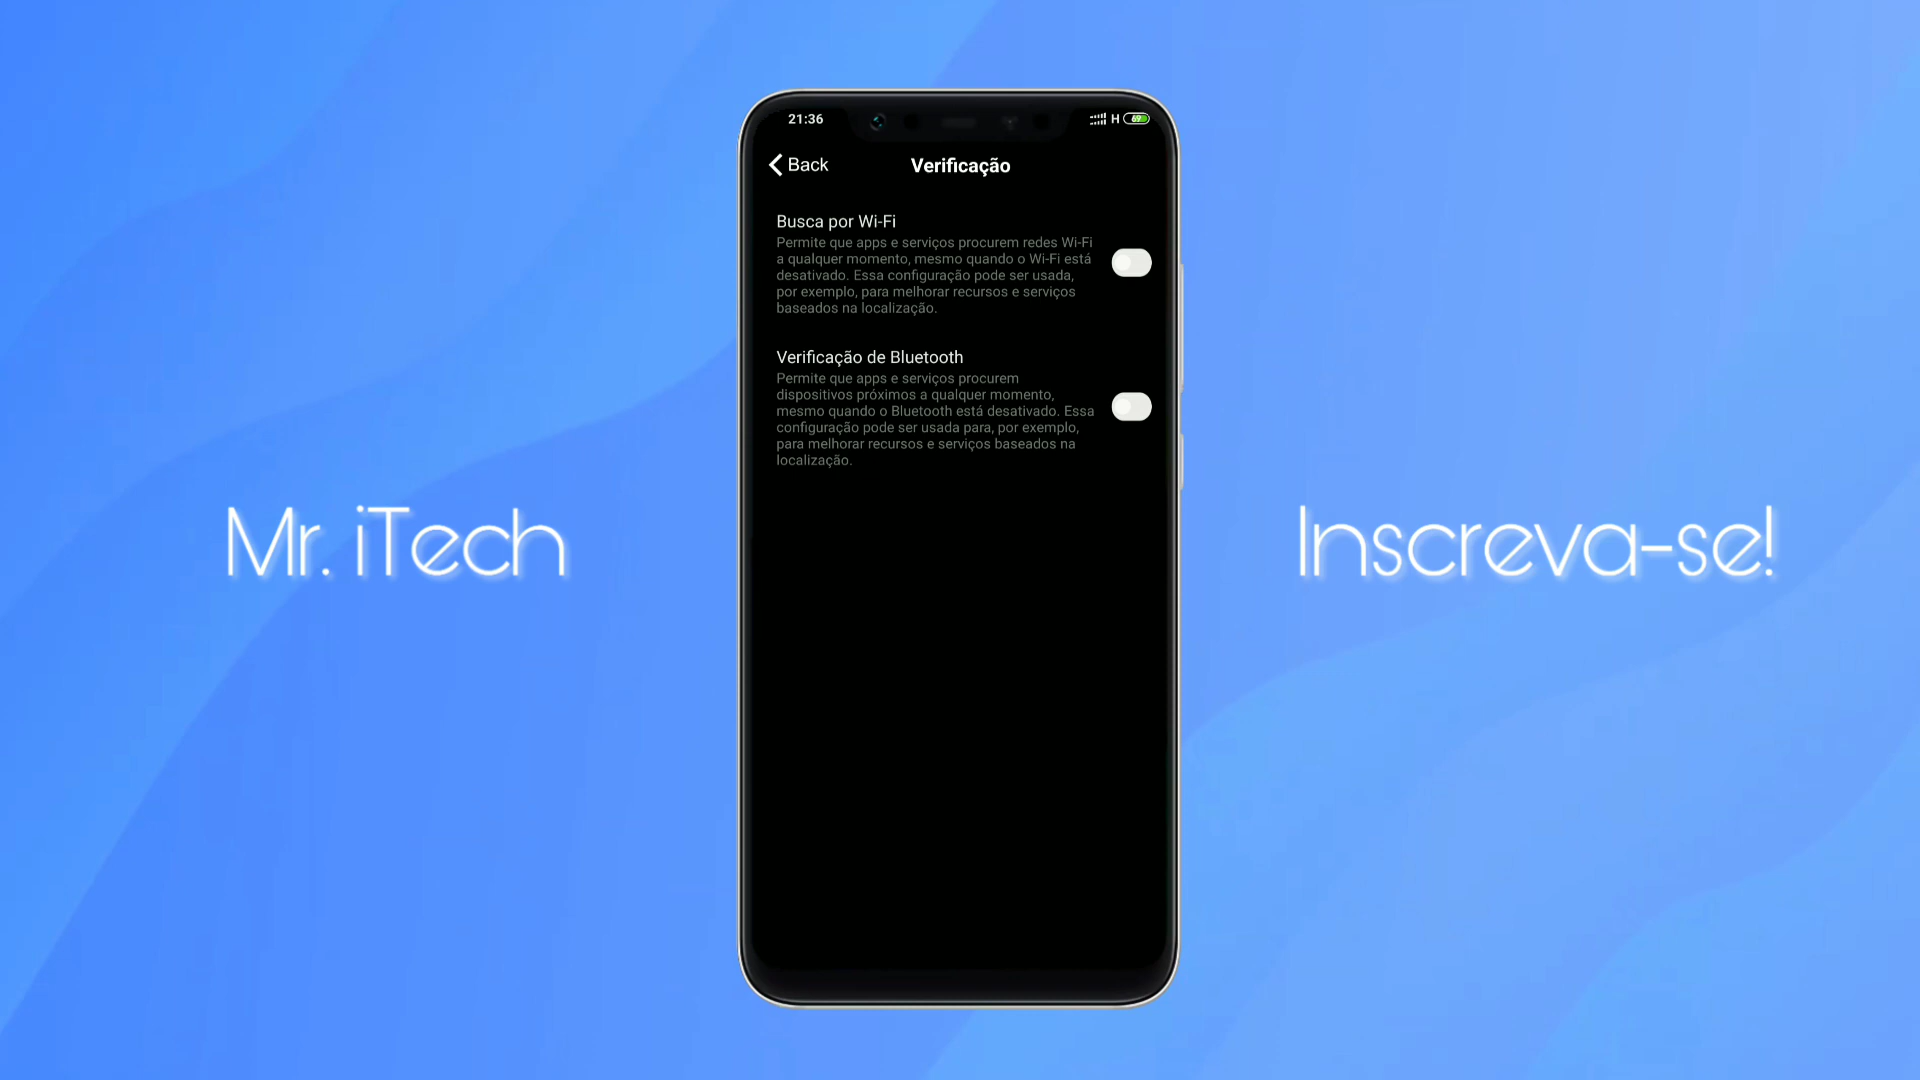 21:36
H 69
Back
Verificação
Busca por Wi-Fi
Permite que apps e serviços procurem redes Wi-Fi
a qualquer momento, mesmo quando o Wi-Fi está
desativado. Essa configuração pode ser usada,
por exemplo, para melhorar recursos e serviços
baseados na localização.
Verificação de Bluetooth
Permite que apps e serviços procurem
dispositivos próximos a qualquer momento,
mesmo quando o Bluetooth está desativado. Essa
configuração pode ser usada para, por exemplo,
para melhorar recursos e serviços baseados na
localização.
Mr. iTech
Inscreva-se!